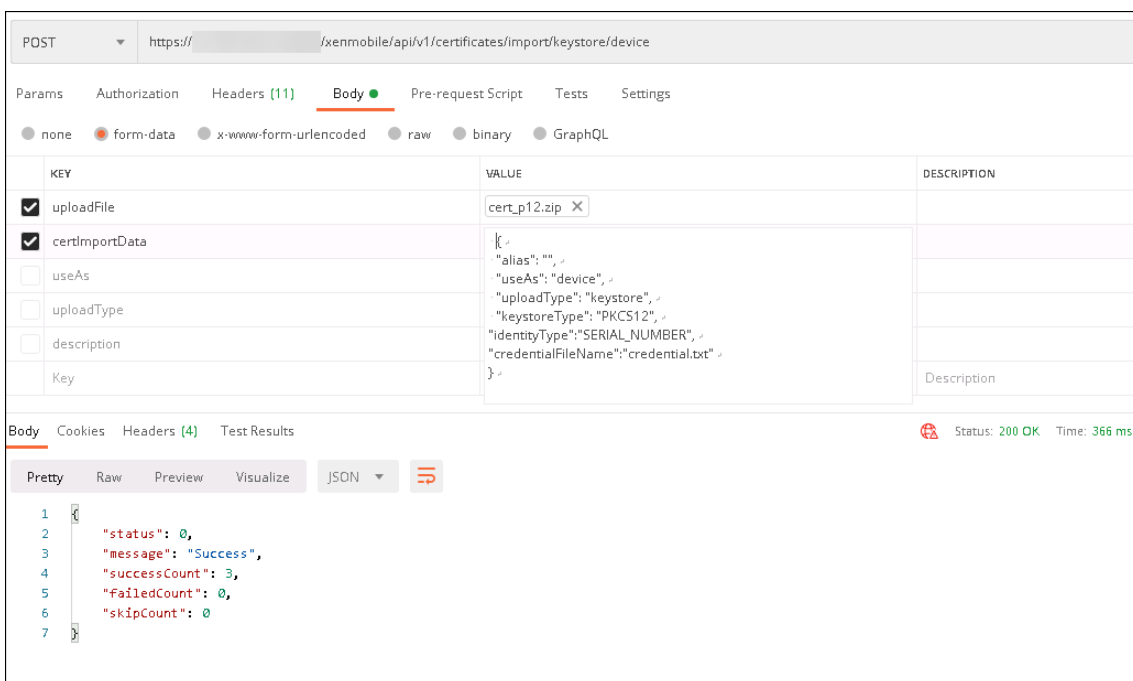 POST https:// /xenmobile/api/v1/certificates/import/keystore/device
Params Authorization Headers (11) Body Pre-request Script Tests Settings
none form-data x-www-form-urlencoded raw binary GraphQL
KEY VALUE DESCRIPTION
uploadFile cert_p12.zip
certImportData
{
"alias": "",
"useAs": "device",
"uploadType": "keystore",
"keystoreType": "PKCS12",
"identityType":"SERIAL_NUMBER",
"credentialFileName":"credential.txt"
}
useAs
uploadType
description
Key Description
Body Cookies Headers (4) Test Results Status: 200 OK Time: 366 ms
Pretty Raw Preview Visualize JSON
1 {
2 "status": 0,
3 "message": "Success",
4 "successCount": 3,
5 "failedCount": 0,
6 "skipCount": 0
7 }